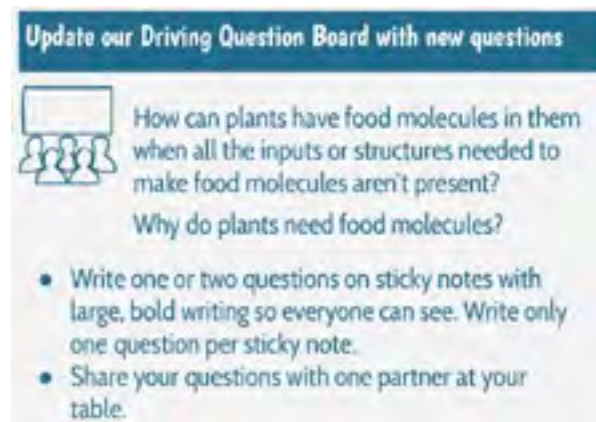 Update our Driving Question Board with new questions
How can plants have food molecules in them
when all the inputs or structures needed to
make food molecules aren't present?
Why do plants need food molecules?
• Write one or two questions on sticky notes with
large, bold writing so everyone can see. Write only
one question per sticky note.
• Share your questions with one partner at your
table.